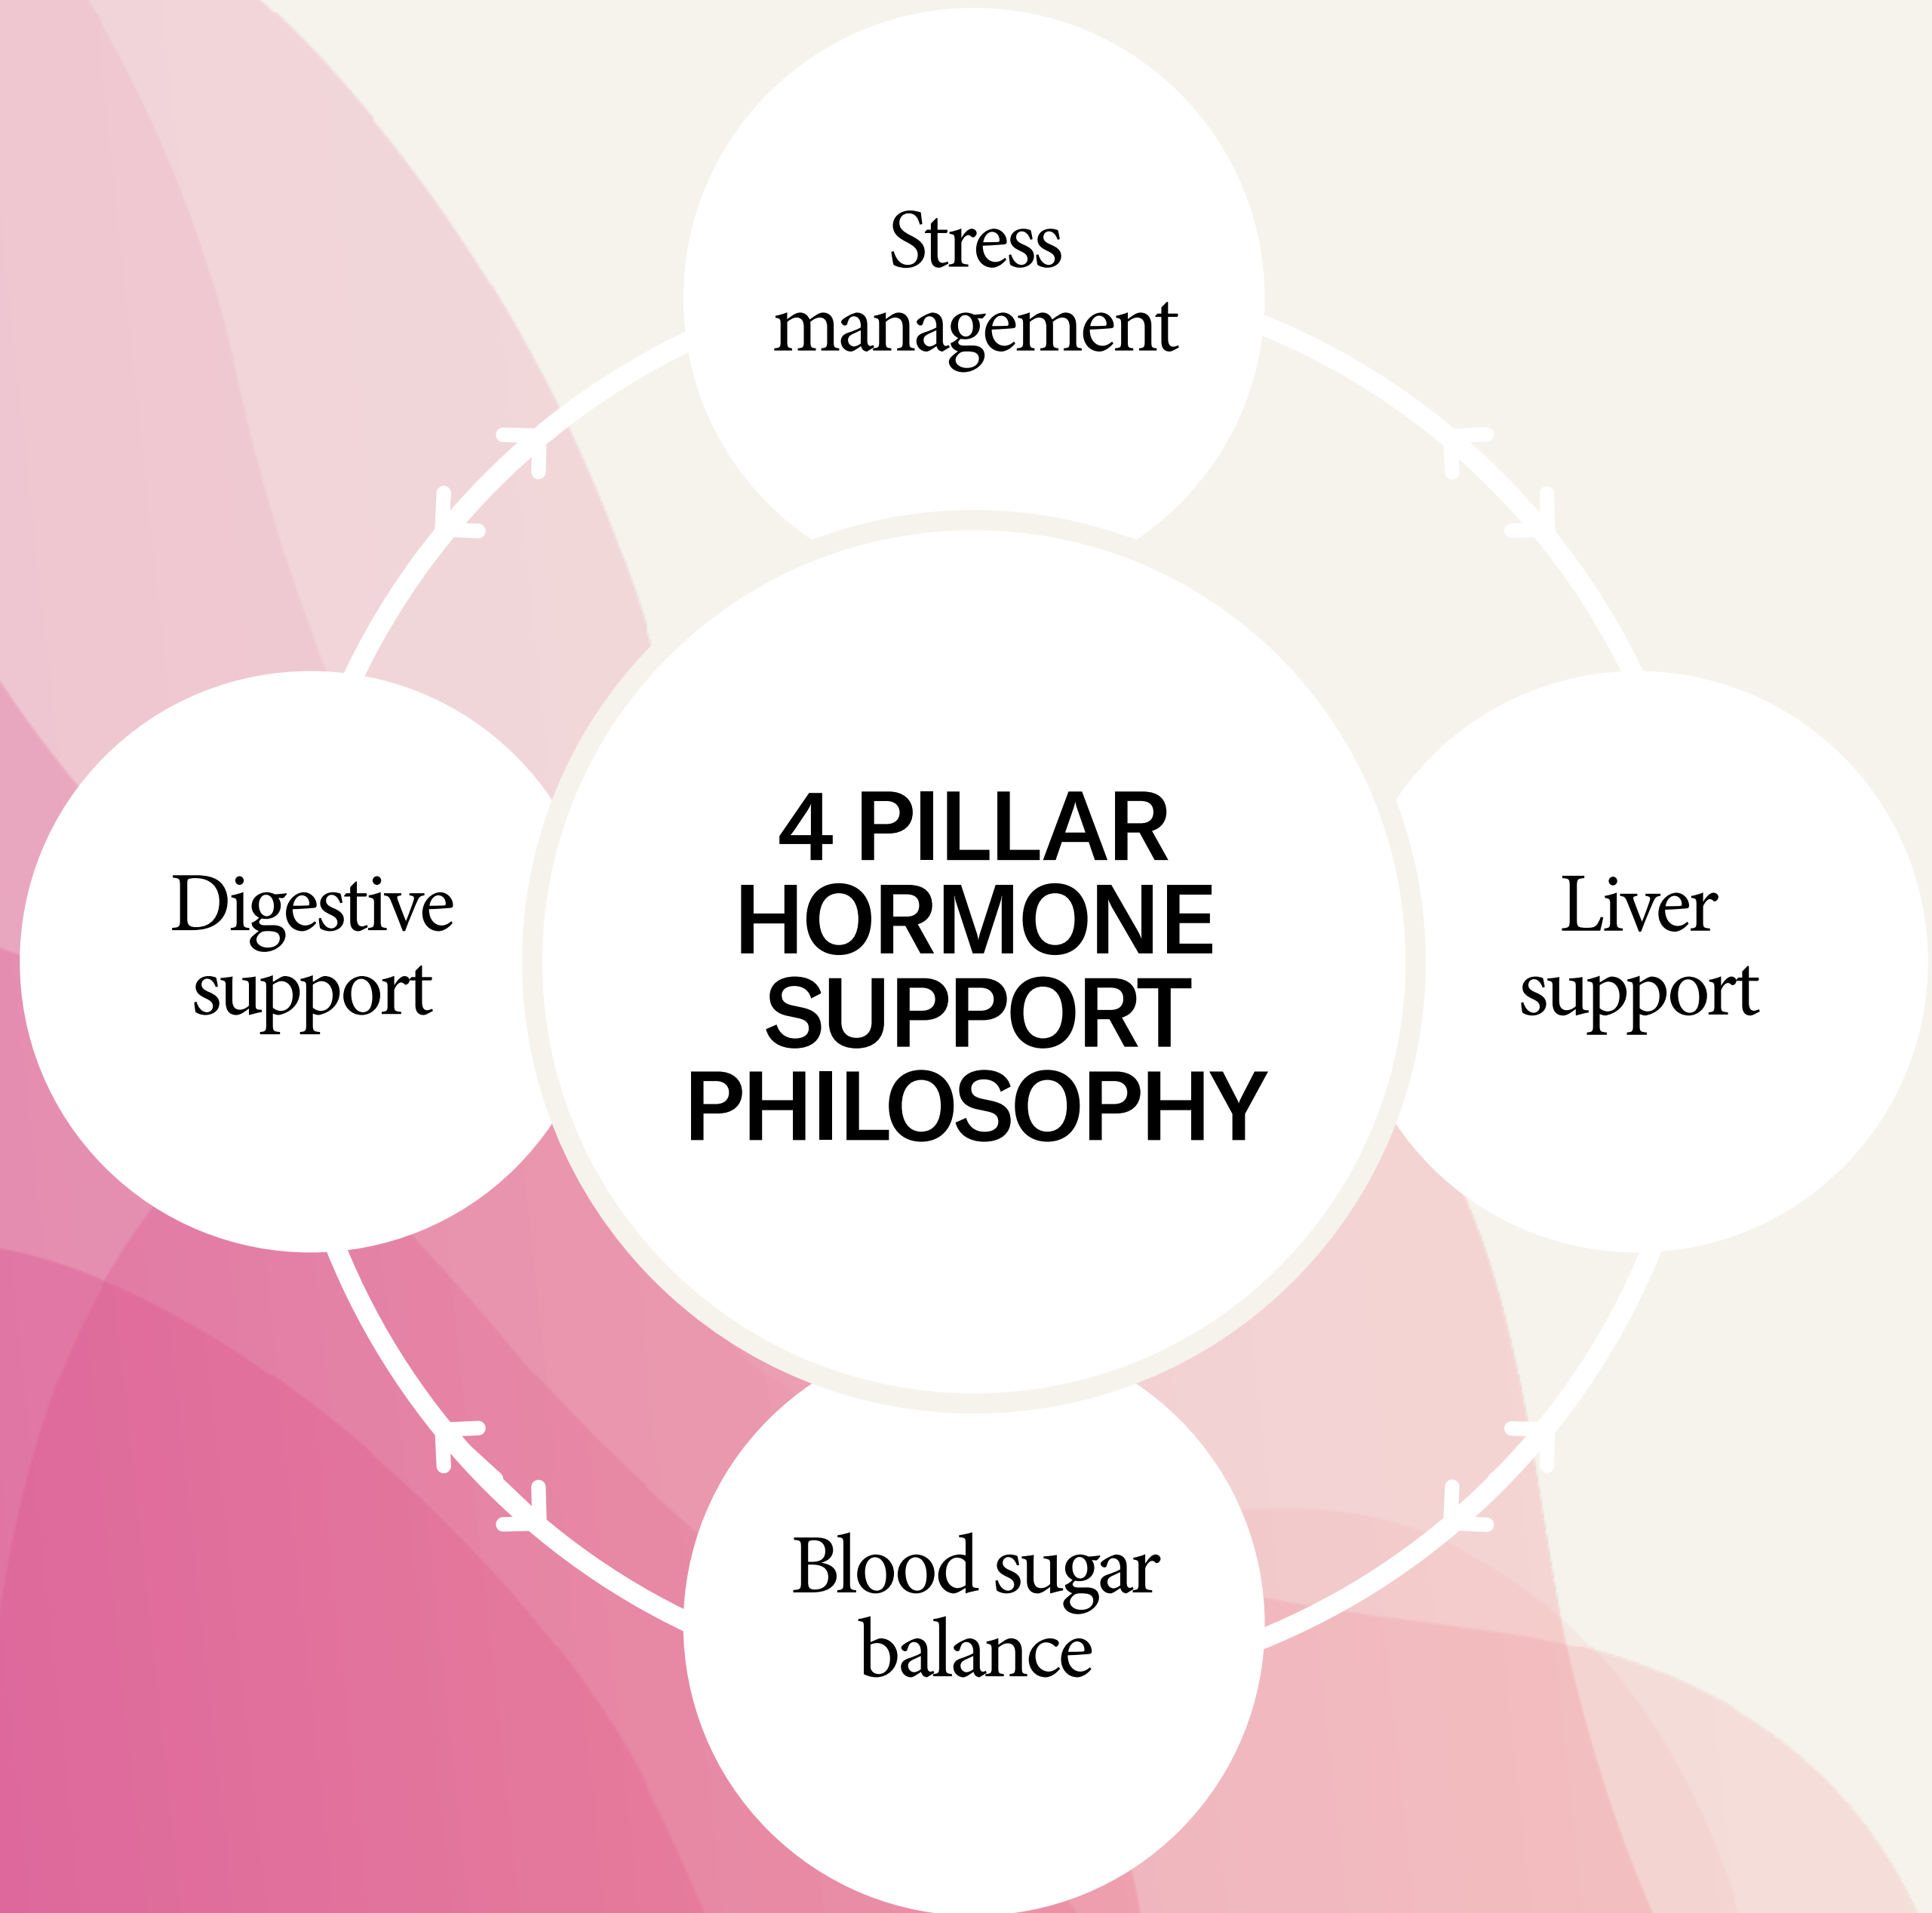 Stress
management
4 PILLAR
HORMONE
SUPPORT
PHILOSOPHY
Digestive
support
Liver
support
Blood sugar
balance